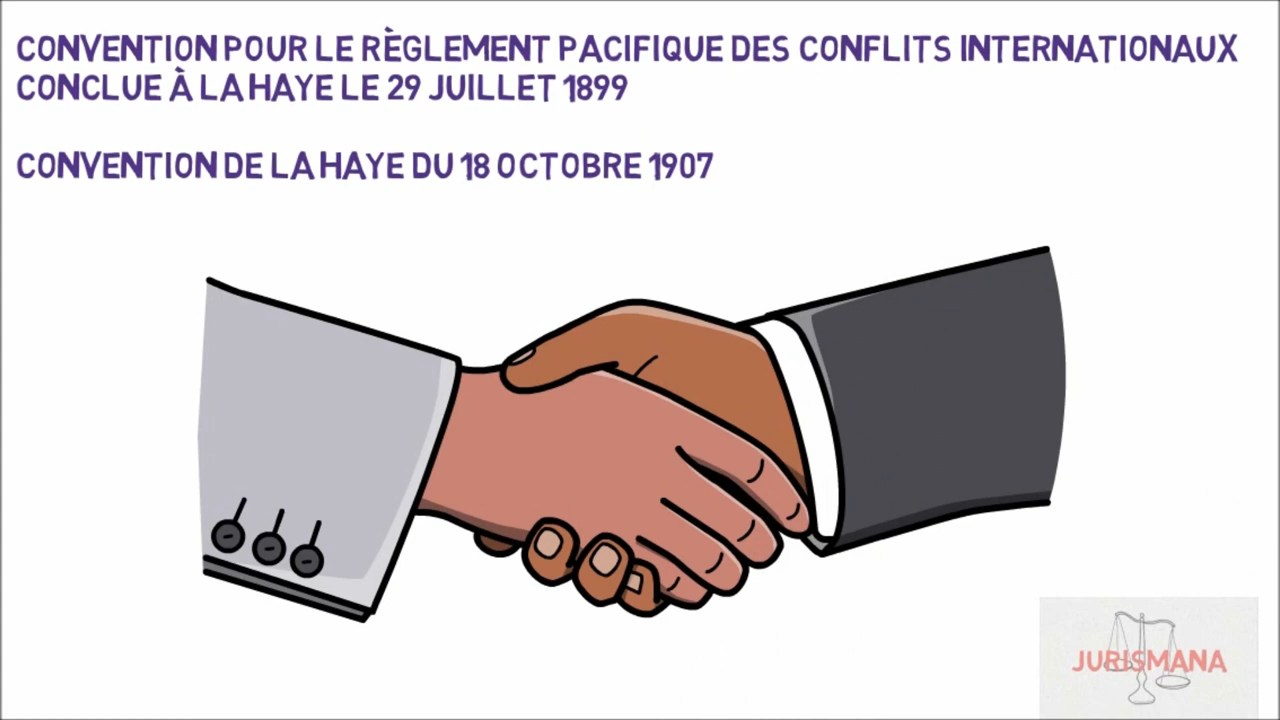 CONVENTION POUR LE RÈGLEMENT PACIFIQUE DES CONFLITS INTERNATIONAUX
CONCLUE À LA HAYE LE 29 JUILLET 1899
CONVENTION DE LA HAYE DU 18 OCTOBRE 1907
JURISMANA